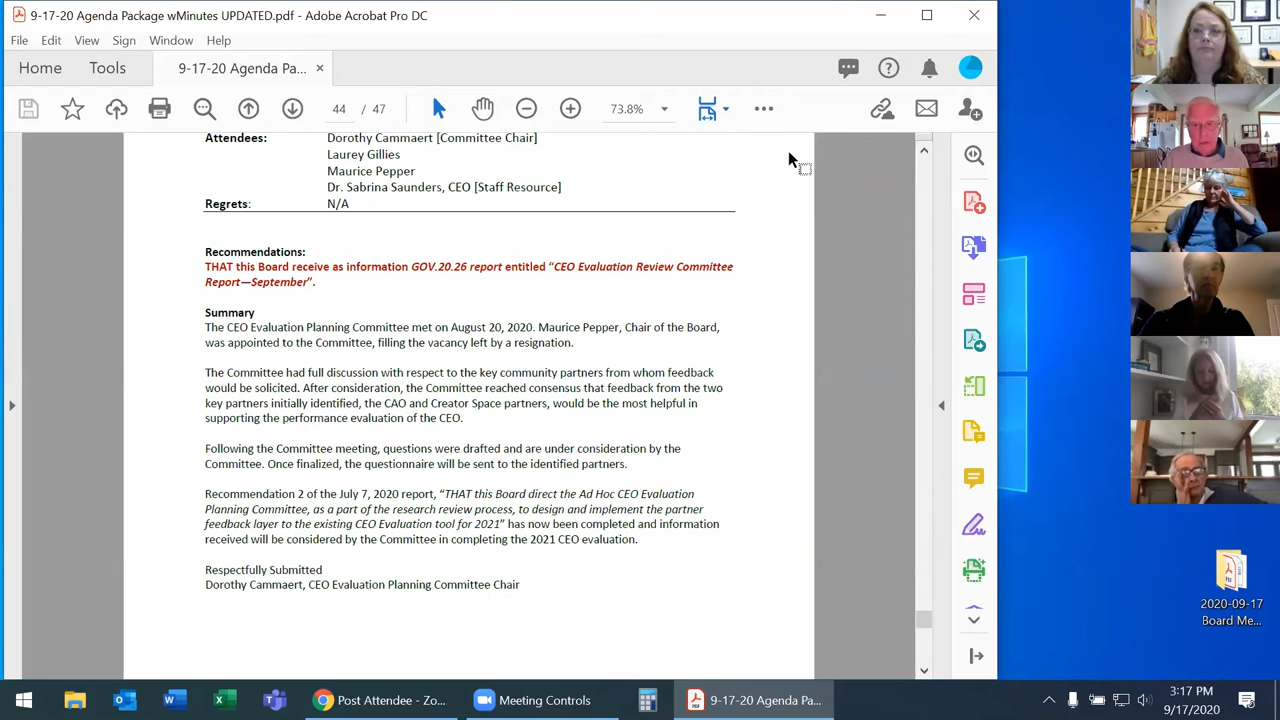 9-17-20 Agenda Package wMinutes UPDATED.pdf - Adobe Acrobat Pro DC
File Edit View Sign Window Help
Home Tools 9-17-20 Agenda Pa... ×
44 / 47 73.8%
Attendees: Dorothy Cammaert [Committee Chair]
Laurey Gillies
Maurice Pepper
Dr. Sabrina Saunders, CEO [Staff Resource]
Regrets: N/A
Recommendations:
THAT this Board receive as information GOV.20.26 report entitled “CEO Evaluation Review Committee
Report—September”.
Summary
The CEO Evaluation Planning Committee met on August 20, 2020. Maurice Pepper, Chair of the Board,
was appointed to the Committee, filling the vacancy left by a resignation.
The Committee had full discussion with respect to the key community partners from whom feedback
would be solicited. After consideration, the Committee reached consensus that feedback from the two
key partners initially identified, the CAO and Creator Space partners, would be the most helpful in
supporting the performance evaluation of the CEO.
Following the Committee meeting, questions were drafted and are under consideration by the
Committee. Once finalized, the questionnaire will be sent to the identified partners.
Recommendation 2 of the July 7, 2020 report, “THAT this Board direct the Ad Hoc CEO Evaluation
Planning Committee, as a part of the research review process, to design and implement the partner
feedback layer to the existing CEO Evaluation tool for 2021” has now been completed and information
received will be considered by the Committee in completing the 2021 CEO evaluation.
Respectfully Submitted
Dorothy Cammaert, CEO Evaluation Planning Committee Chair
2020-09-17
Board Me...
Post Attendee - Zo... Meeting Controls 9-17-20 Agenda Pa...
3:17 PM
9/17/2020